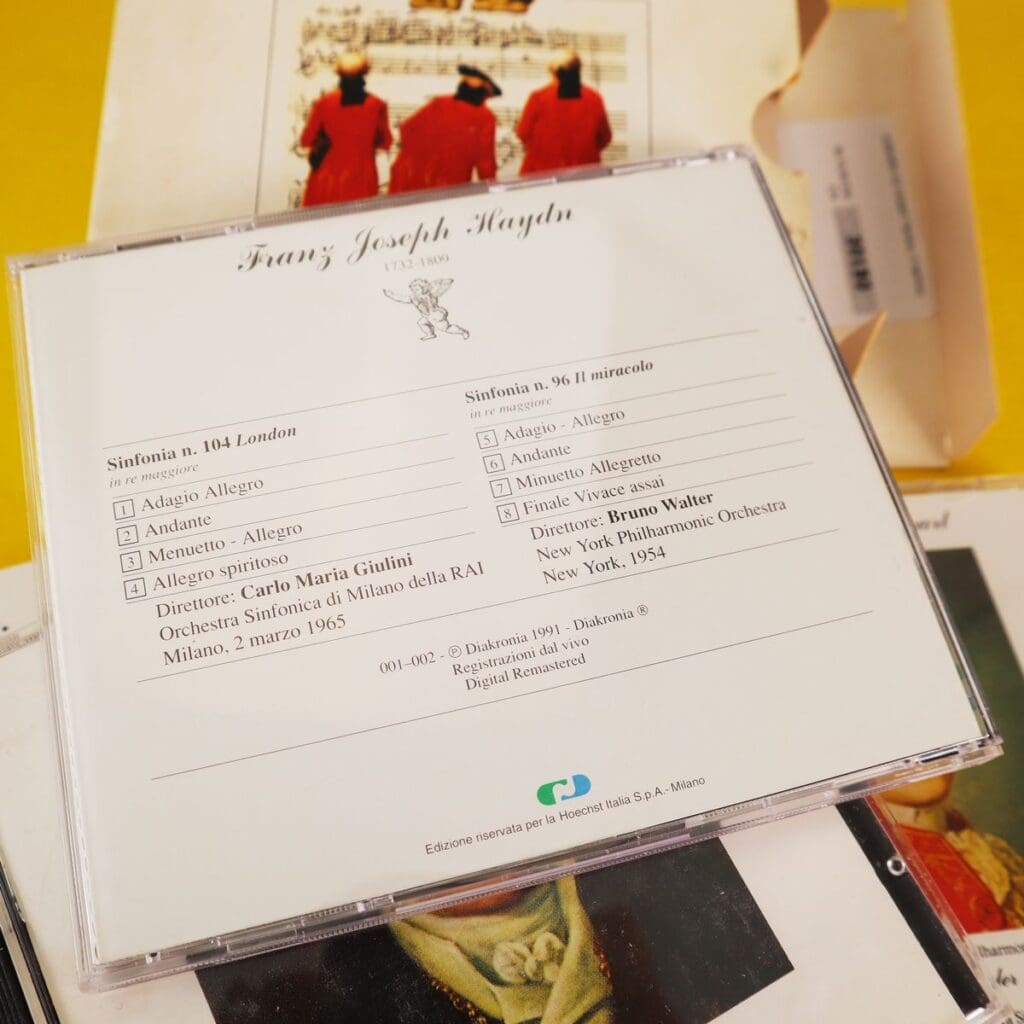 Franz Joseph Haydn
1732-1809
Sinfonia n. 104 London
in re maggiore
1 Adagio Allegro
2 Andante
3 Menuetto - Allegro
4 Allegro spiritoso
Direttore: Carlo Maria Giulini
Orchestra Sinfonica di Milano della RAI
Milano, 2 marzo 1965
Sinfonia n. 96 Il miracolo
in re maggiore
5 Adagio - Allegro
6 Andante
7 Minuetto Allegretto
8 Finale Vivace assai
Direttore: Bruno Walter
New York Philharmonic Orchestra
New York, 1954
001–002 - ℗ Diakronia 1991 - Diakronia ®
Registrazioni dal vivo
Digital Remastered
Edizione riservata per la Hoechst Italia S.p.A.- Milano